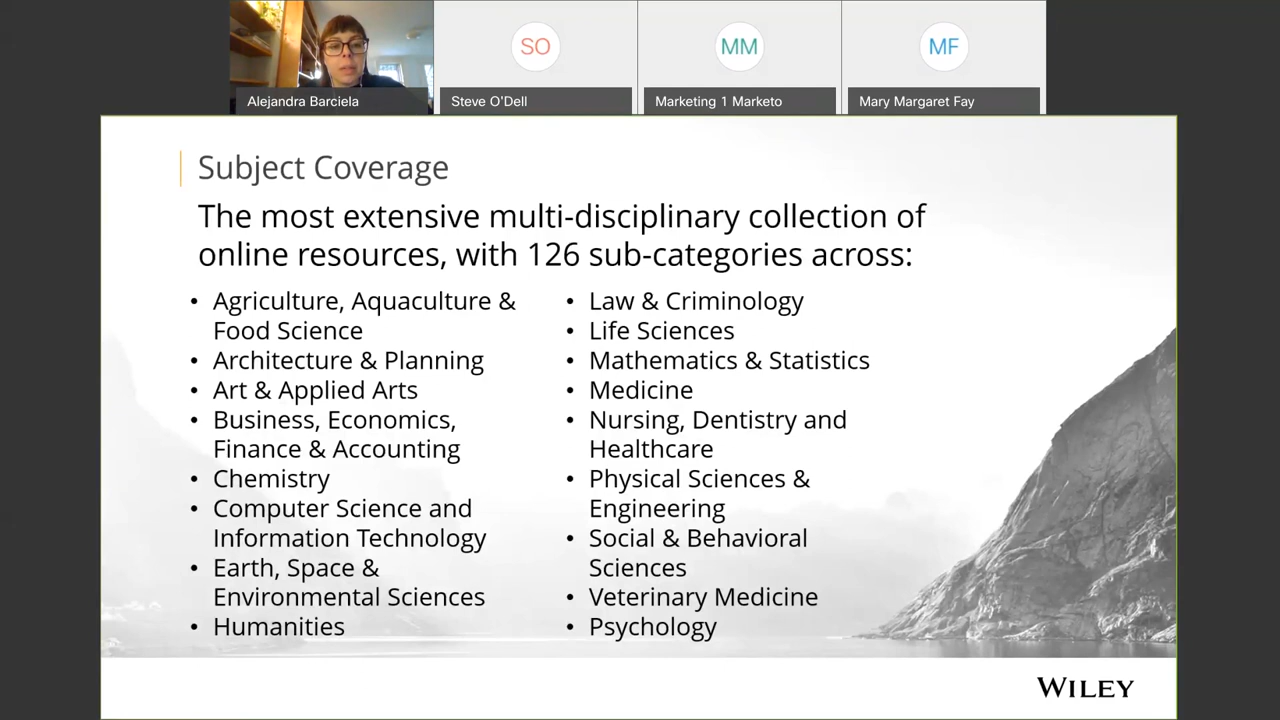 SO
MM
MF
Alejandra Barciela
Steve O'Dell
Marketing 1 Marketo
Mary Margaret Fay
Subject Coverage
The most extensive multi-disciplinary collection of
online resources, with 126 sub-categories across:
• Agriculture, Aquaculture &
Food Science
• Architecture & Planning
• Art & Applied Arts
• Business, Economics,
Finance & Accounting
• Chemistry
• Computer Science and
Information Technology
• Earth, Space &
Environmental Sciences
• Humanities
• Law & Criminology
• Life Sciences
• Mathematics & Statistics
• Medicine
• Nursing, Dentistry and
Healthcare
• Physical Sciences &
Engineering
• Social & Behavioral
Sciences
• Veterinary Medicine
• Psychology
WILEY